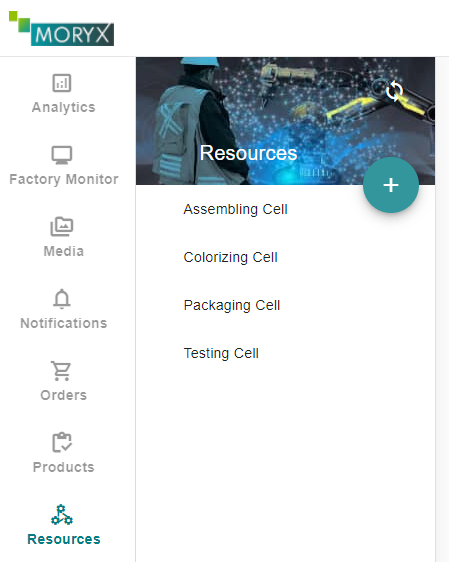 MORYX
Analytics
Factory Monitor
Media
Notifications
Orders
Products
Resources
Resources
Assembling Cell
Colorizing Cell
Packaging Cell
Testing Cell